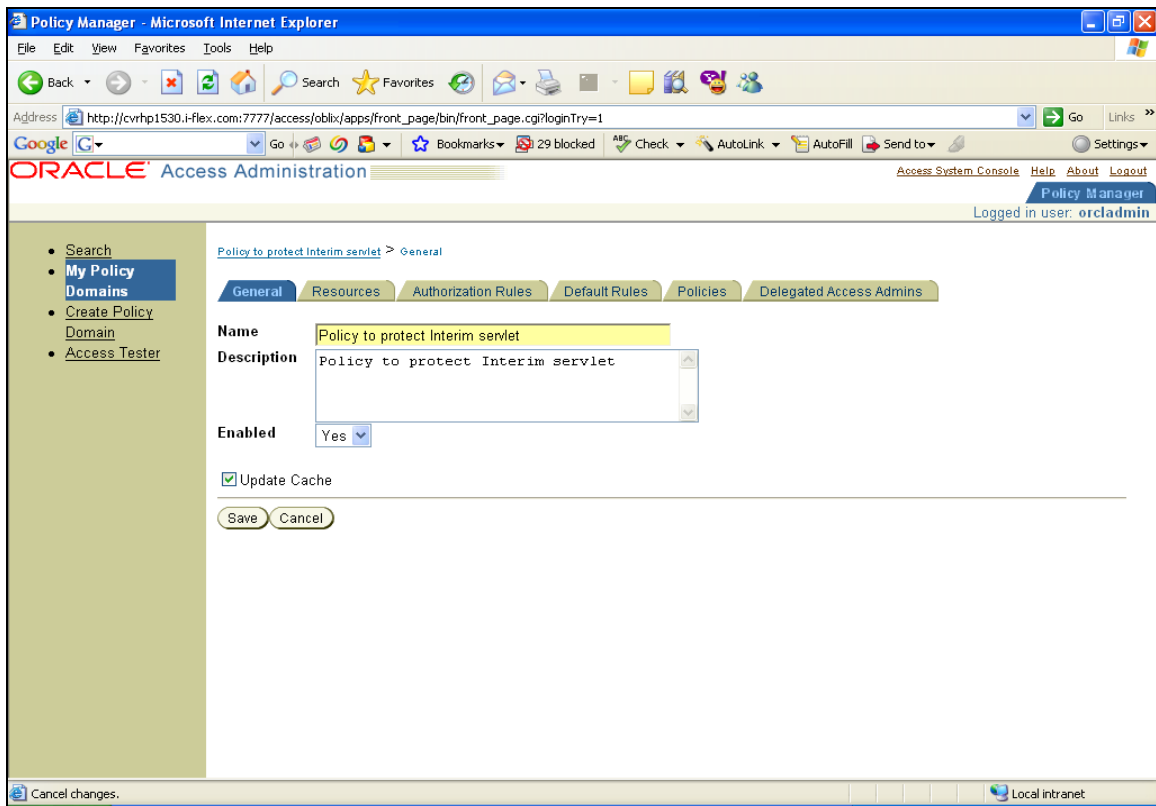 Policy Manager - Microsoft Internet Explorer
File Edit View Favorites Tools Help
Back Search Favorites
Address http://cvrhp1530.i-flex.com:7777/access/oblix/apps/front_page/bin/front_page.cgi?loginTry=1 Go Links »
Google G Go Bookmarks 29 blocked ABC Check AutoLink AutoFill Send to Settings
ORACLE Access Administration
Access System Console Help About Logout
Policy Manager
Logged in user: orcladmin
Search
My Policy
Domains
Create Policy
Domain
Access Tester
Policy to protect Interim servlet > General
General Resources Authorization Rules Default Rules Policies Delegated Access Admins
Name Policy to protect Interim servlet
Description Policy to protect Interim servlet
Enabled Yes
Update Cache
Save Cancel
Cancel changes. Local intranet